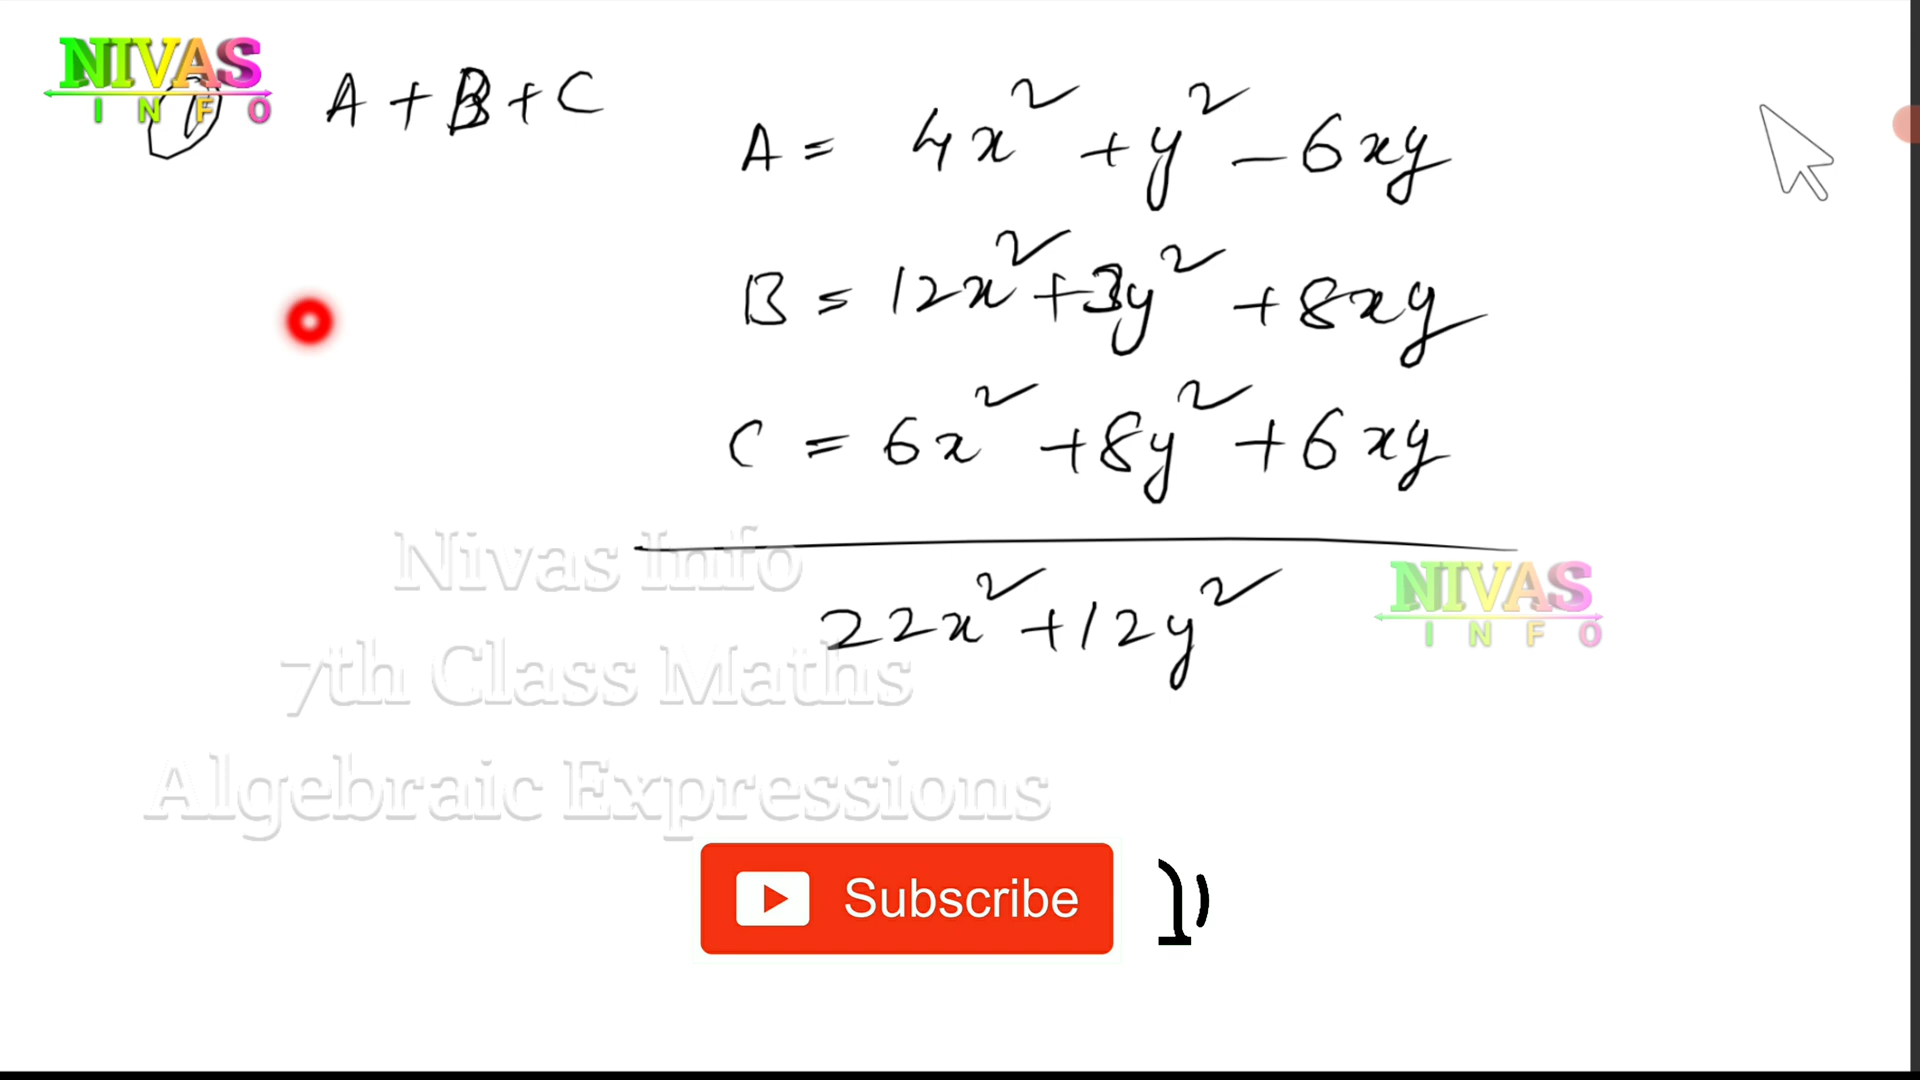 NIVAS
INFO
① A + B + C
A = 4x² + y² - 6xy
B = 12x² + 3y² + 8xy
C = 6x² + 8y² + 6xy
22x² + 12y²
NIVAS
INFO
Nivas Info
7th Class Maths
Algebraic Expressions
Subscribe